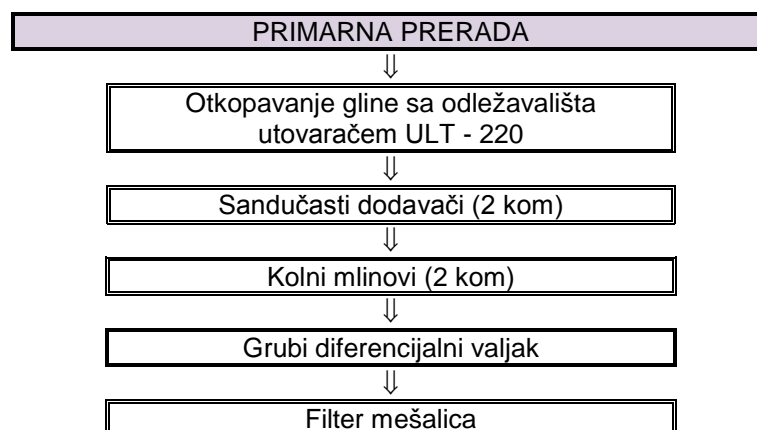 PRIMARNA PRERADA
⇓
Otkopavanje gline sa odležavališta
utovaračem ULT - 220
⇓
Sandučasti dodavači (2 kom)
⇓
Kolni mlinovi (2 kom)
⇓
Grubi diferencijalni valjak
⇓
Filter mešalica